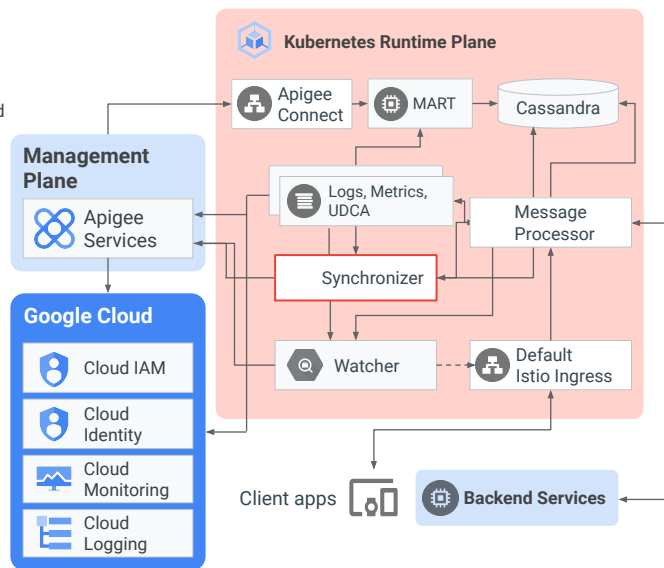 Kubernetes Runtime Plane
d
Apigee
Connect
MART
Cassandra
Management
Plane
Apigee
Services
Logs, Metrics,
UDCA
Message
Processor
Synchronizer
Google Cloud
Cloud IAM
Watcher
Default
Istio Ingress
Cloud
Identity
Cloud
Monitoring
Client apps
Backend Services
Cloud
Logging